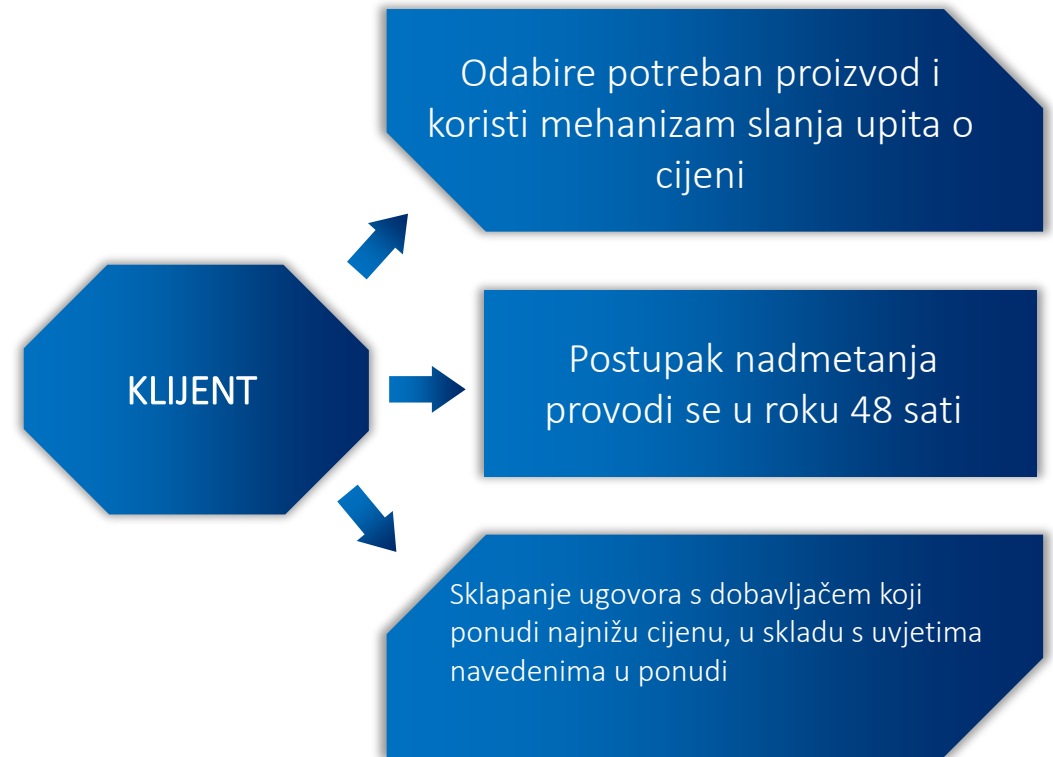 Odabire potreban proizvod i
koristi mehanizam slanja upita o
cijeni
KLIJENT
Postupak nadmetanja
provodi se u roku 48 sati
Sklapanje ugovora s dobavljačem koji
ponudi najnižu cijenu, u skladu s uvjetima
navedenima u ponudi